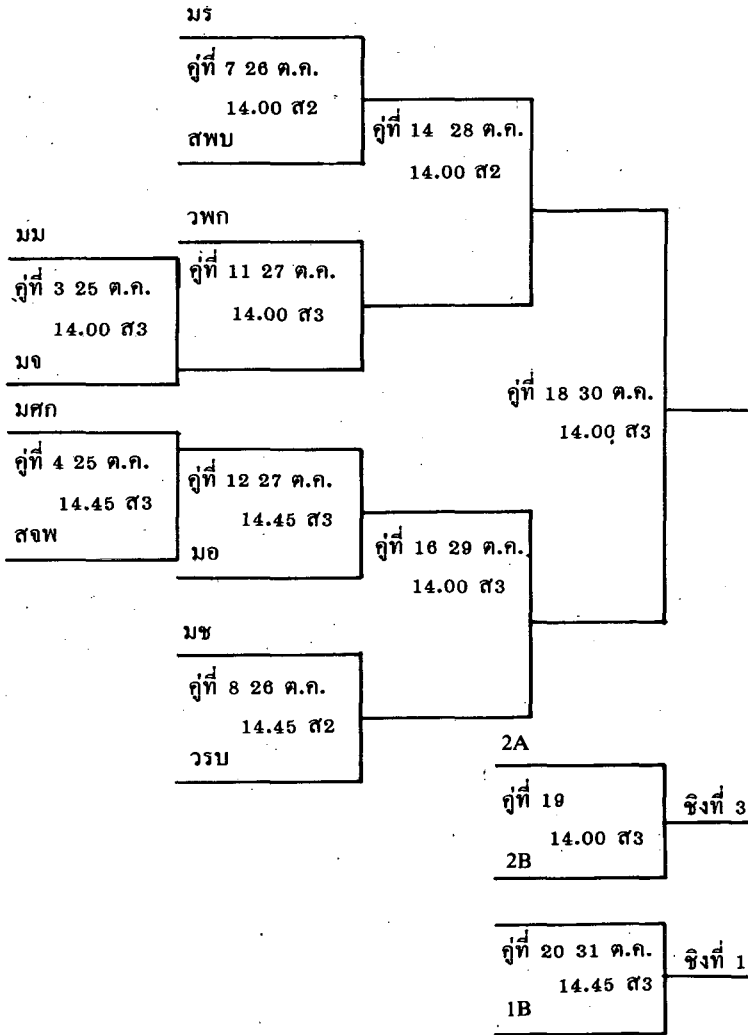 มร
คู่ที่ 7 26 ต.ค.
14.00 ส2
สพบ
คู่ที่ 14 28 ต.ค.
14.00 ส2
วพก
มม
คู่ที่ 3 25 ต.ค.
14.00 ส3
มจ
คู่ที่ 11 27 ต.ค.
14.00 ส3
คู่ที่ 18 30 ต.ค.
14.00 ส3
มศก
คู่ที่ 4 25 ต.ค.
14.45 ส3
สจพ
คู่ที่ 12 27 ต.ค.
14.45 ส3
มอ
คู่ที่ 16 29 ต.ค.
14.00 ส3
มช
คู่ที่ 8 26 ต.ค.
14.45 ส2
วรบ
2A
คู่ที่ 19
14.00 ส3
2B
ชิงที่ 3
คู่ที่ 20 31 ต.ค.
14.45 ส3
1B
ชิงที่ 1